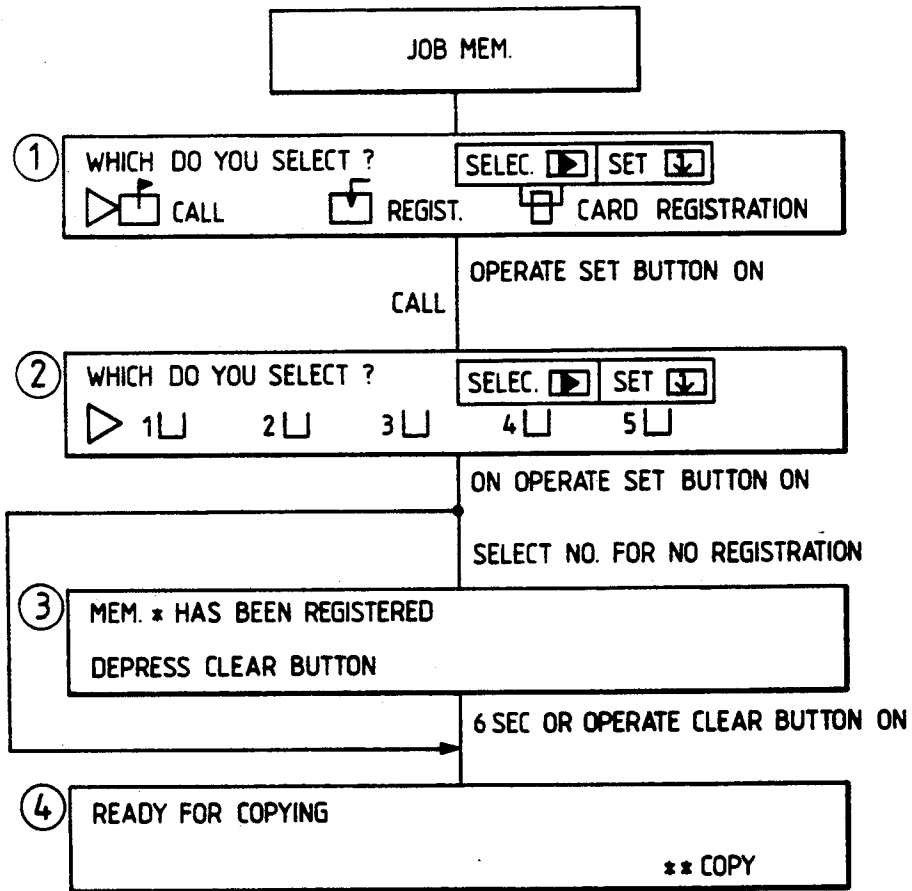 JOB MEM.
1
WHICH DO YOU SELECT ? SELEC. SET
CALL REGIST. CARD REGISTRATION
OPERATE SET BUTTON ON
CALL
2
WHICH DO YOU SELECT ? SELEC. SET
1 2 3 4 5
ON OPERATE SET BUTTON ON
SELECT NO. FOR NO REGISTRATION
3
MEM. * HAS BEEN REGISTERED
DEPRESS CLEAR BUTTON
6 SEC OR OPERATE CLEAR BUTTON ON
4
READY FOR COPYING
** COPY